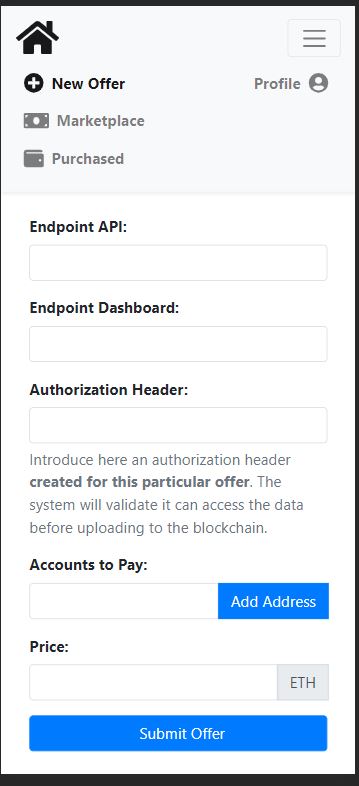 New Offer
Profile
Marketplace
Purchased
Endpoint API:
Endpoint Dashboard:
Authorization Header:
Introduce here an authorization header
created for this particular offer. The
system will validate it can access the data
before uploading to the blockchain.
Accounts to Pay:
Add Address
Price:
ETH
Submit Offer